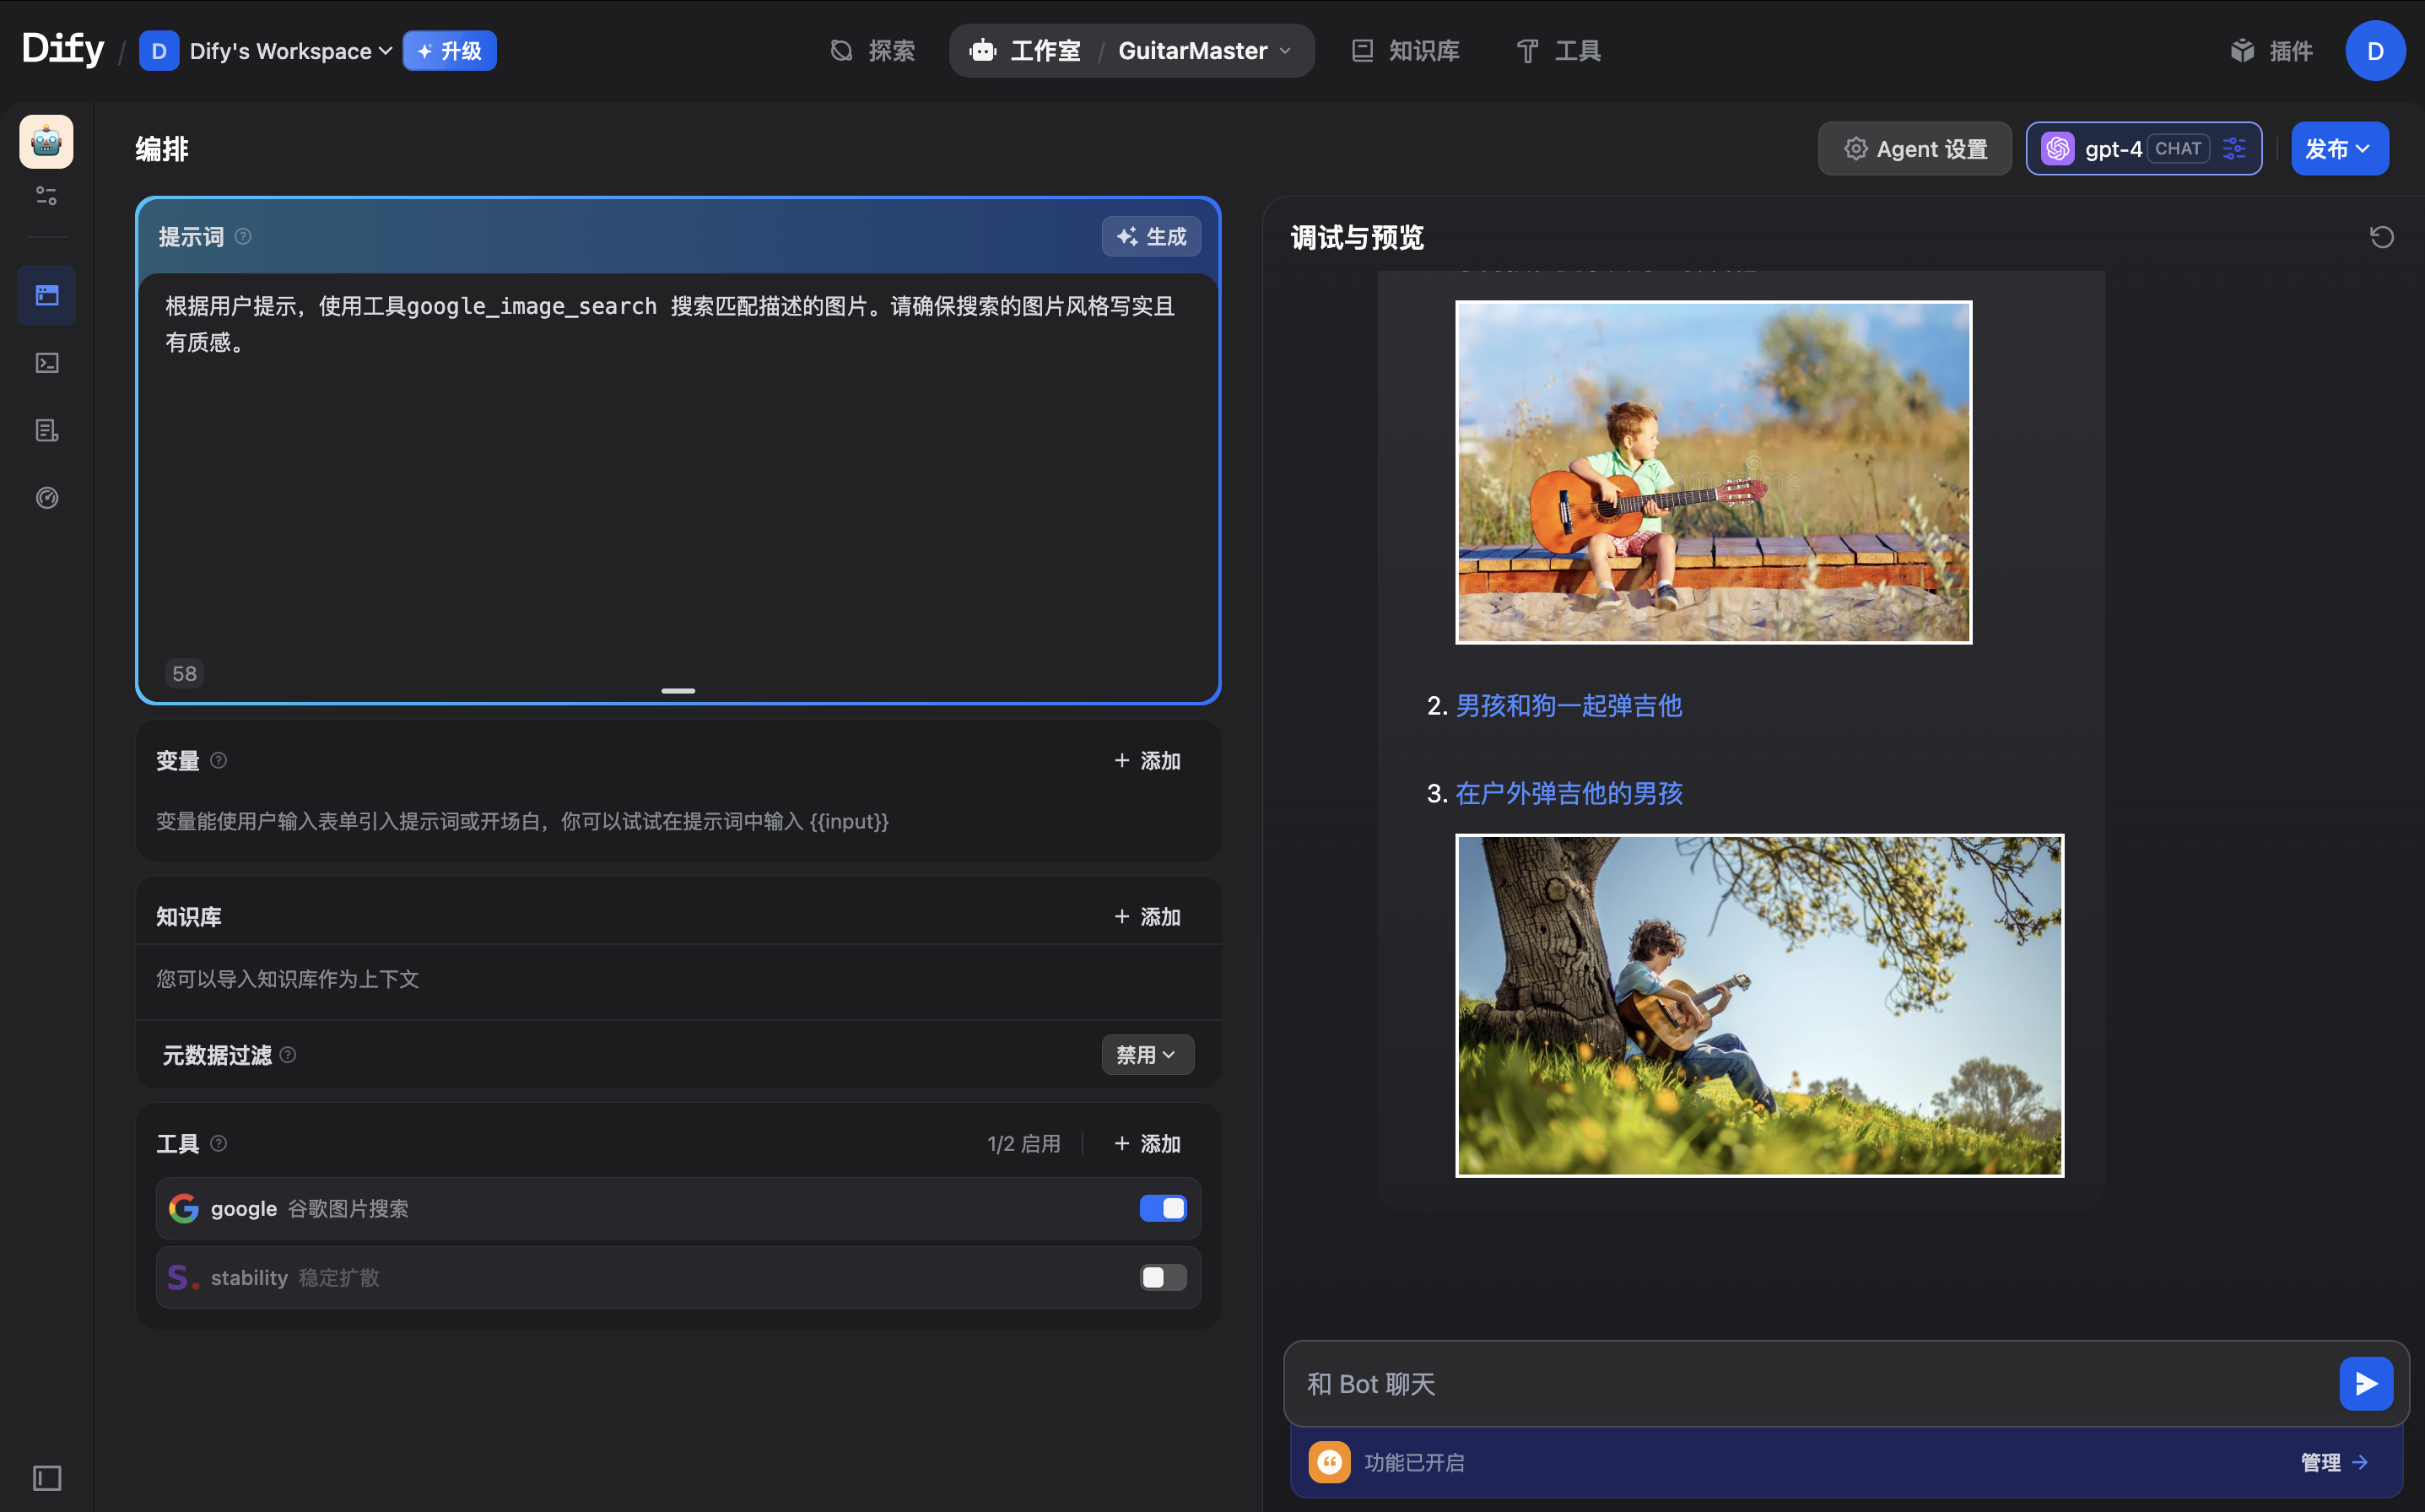 Dify / D Dify's Workspace 升级
探索
工作室 / GuitarMaster
知识库
工具
插件
D
编排
Agent 设置
gpt-4 CHAT
发布
提示词
生成
根据用户提示，使用工具google_image_search 搜索匹配描述的图片。请确保搜索的图片风格写实且
有质感。
58
变量
添加
变量能使用户输入表单引入提示词或开场白，你可以试试在提示词中输入 {{input}}
知识库
添加
您可以导入知识库作为上下文
元数据过滤
禁用
工具
1/2 启用
添加
google 谷歌图片搜索
S. stability 稳定扩散
调试与预览
2. 男孩和狗一起弹吉他
3. 在户外弹吉他的男孩
和 Bot 聊天
功能已开启
管理